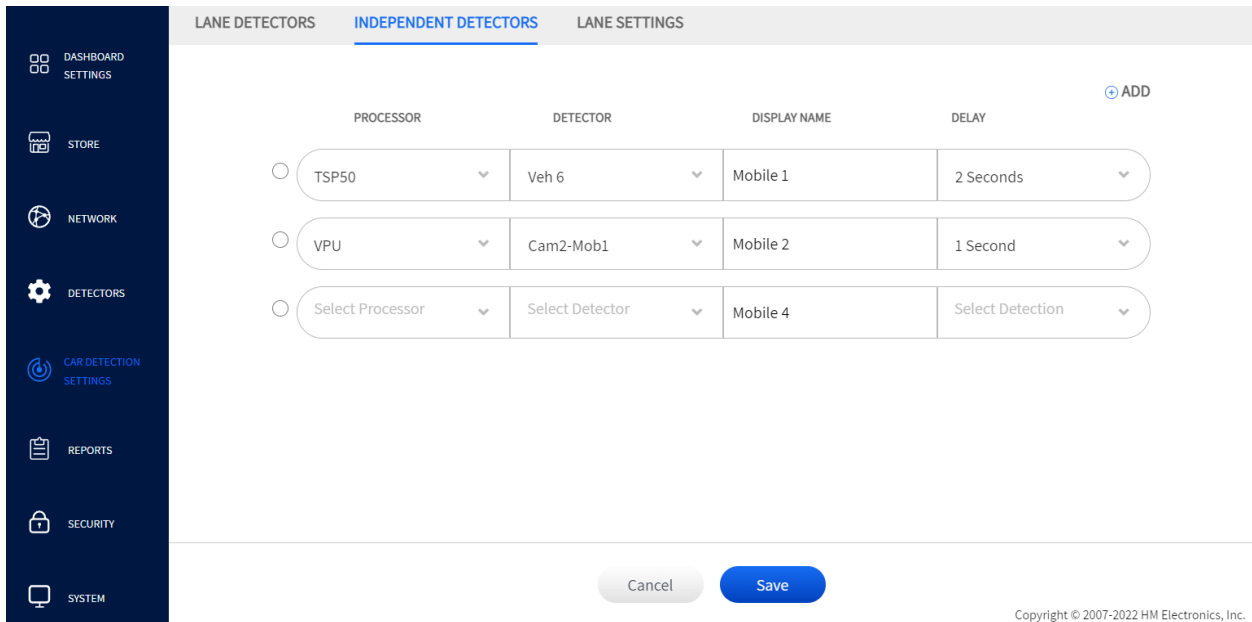 LANE DETECTORS INDEPENDENT DETECTORS LANE SETTINGS
DASHBOARD
SETTINGS
STORE
NETWORK
DETECTORS
CAR DETECTION
SETTINGS
REPORTS
SECURITY
SYSTEM
ADD
PROCESSOR DETECTOR DISPLAY NAME DELAY
TSP50 Veh 6 Mobile 1 2 Seconds
VPU Cam2-Mob1 Mobile 2 1 Second
Select Processor Select Detector Mobile 4 Select Detection
Cancel Save
Copyright © 2007-2022 HM Electronics, Inc.